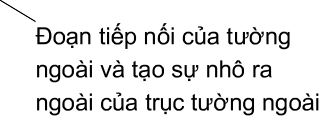 Đoạn tiếp nối của tường
ngoài và tạo sự nhô ra
ngoài của trục tường ngoài